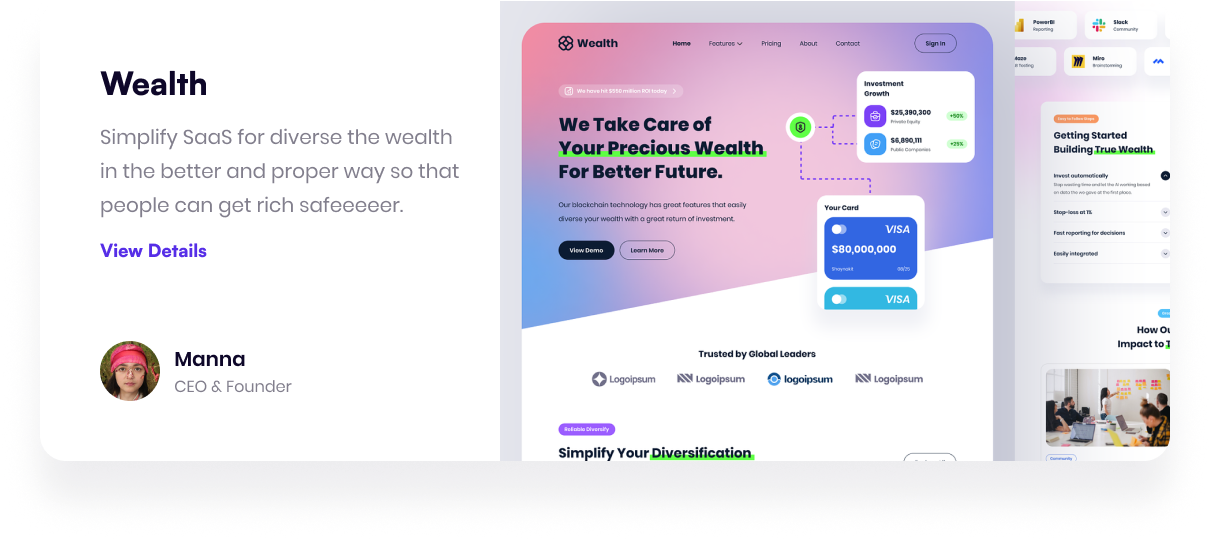 Wealth
Simplify SaaS for diverse the wealth
in the better and proper way so that
people can get rich safeeeeer.
View Details
Manna
CEO & Founder
Wealth
Home
Features
Pricing
About
Contact
Sign in
We have hit $650 million ROI today
We Take Care of
Your Precious Wealth
For Better Future.
Our blockchain technology has great features that easily
diverse your wealth with a great return of investment.
View Demo
Learn More
Investment
Growth
$25,390,300
Private Equity
+50%
$6,890,111
Public Companies
+25%
Your Card
VISA
$80,000,000
Shaynakit
08/25
VISA
Trusted by Global Leaders
Logoipsum
Logoipsum
logoipsum
Logoipsum
Reliable Diversify
Simplify Your Diversification
PowerBI
Reporting
Slack
Community
Maze
Testing
Miro
Brainstorming
Easy to Follow Steps
Getting Started
Building True Wealth
Invest automatically
Stop wasting time and let the AI working based
on data the we gave at the first place.
Stop-loss at 1%
Fast reporting for decisions
Easily integrated
How Ou
Impact to T
Community